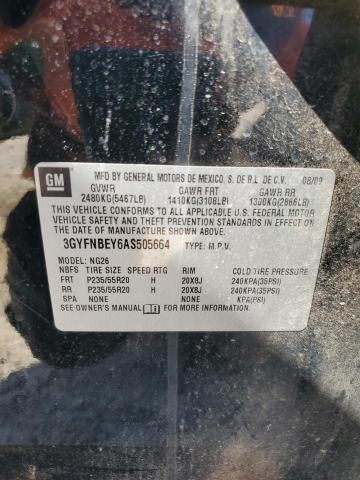 GM
MFD BY GENERAL MOTORS DE MEXICO, S. DE R.L DE C.V. 08/09
GVWR GAWR FRT GAWR RR
2480KG(5467LB) 1410KG(3108LB) 1300KG(2866LB)
THIS VEHICLE CONFORMS TO ALL APPLICABLE U.S. FEDERAL MOTOR
VEHICLE SAFETY AND THEFT PREVENTION STANDARDS IN EFFECT ON
THE DATE OF MANUFACTURE SHOWN ABOVE.
3GYFNBEY6AS505664 TYPE: M.P.V.
MODEL: NG26
NBFS TIRE SIZE SPEED RTG RIM COLD TIRE PRESSURE
FRT P235/55R20 H 20X8J 240KPA(35PSI)
RR P235/55R20 H 20X8J 240KPA(35PSI)
SPA NONE NONE KPA(PSI)
SEE OWNER'S MANUAL FOR ADDITIONAL INFORMATION.